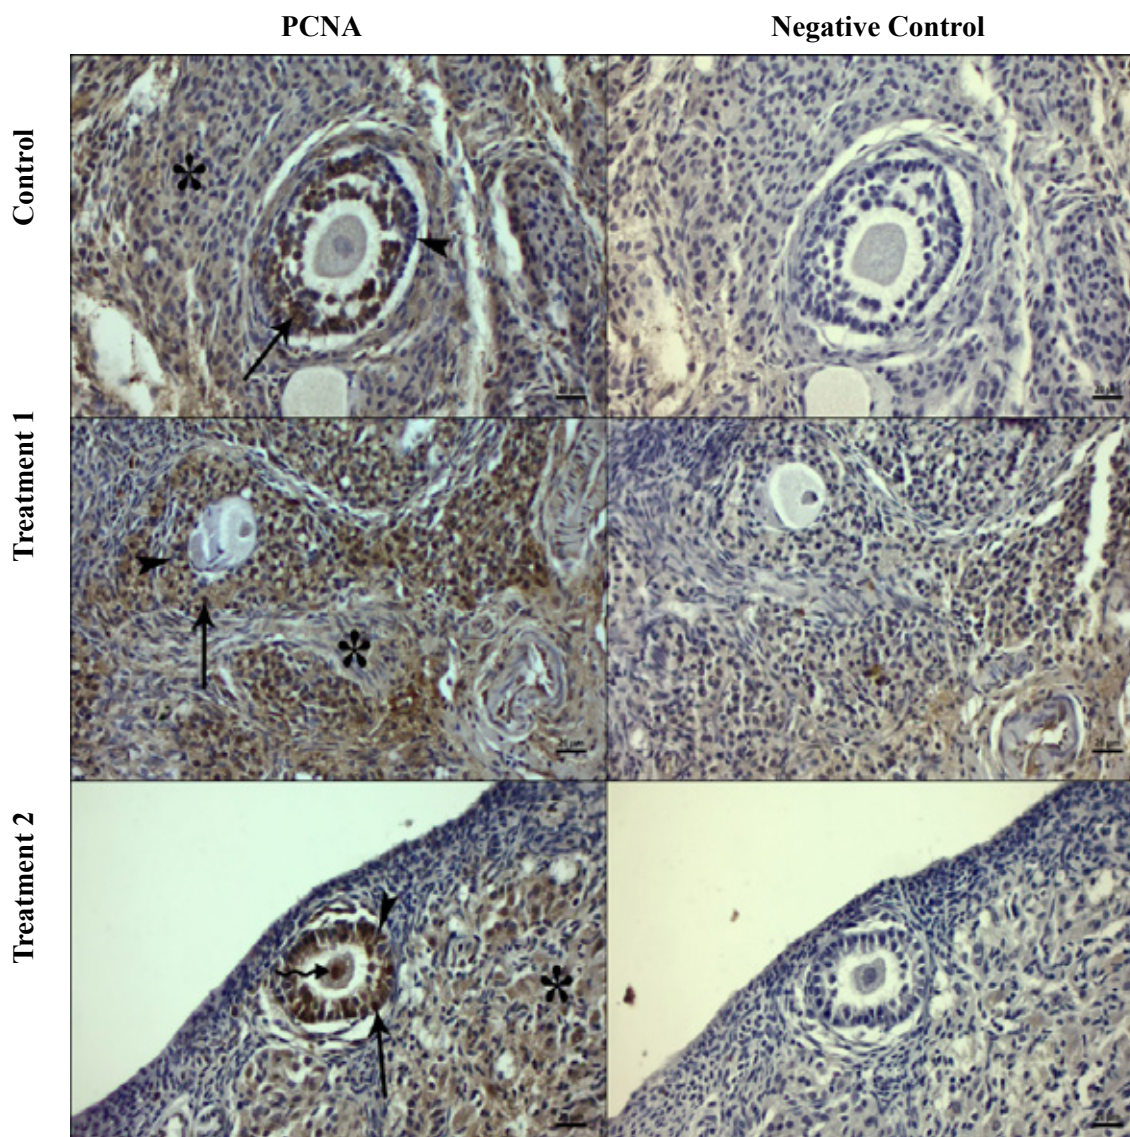 PCNA
Negative Control
Control
Treatment 1
Treatment 2